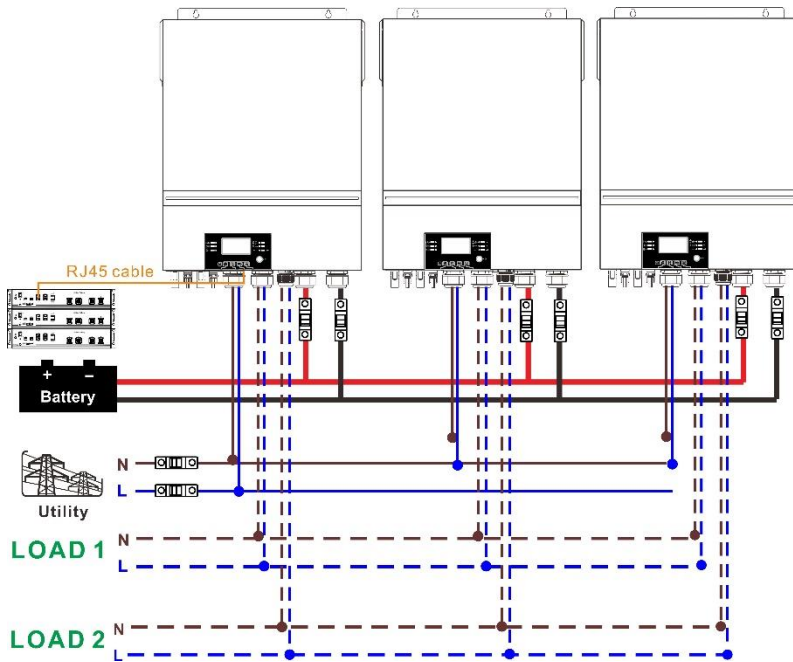 RJ45 cable
+ −
Battery
N
L
Utility
LOAD 1
N
L
LOAD 2
N
L